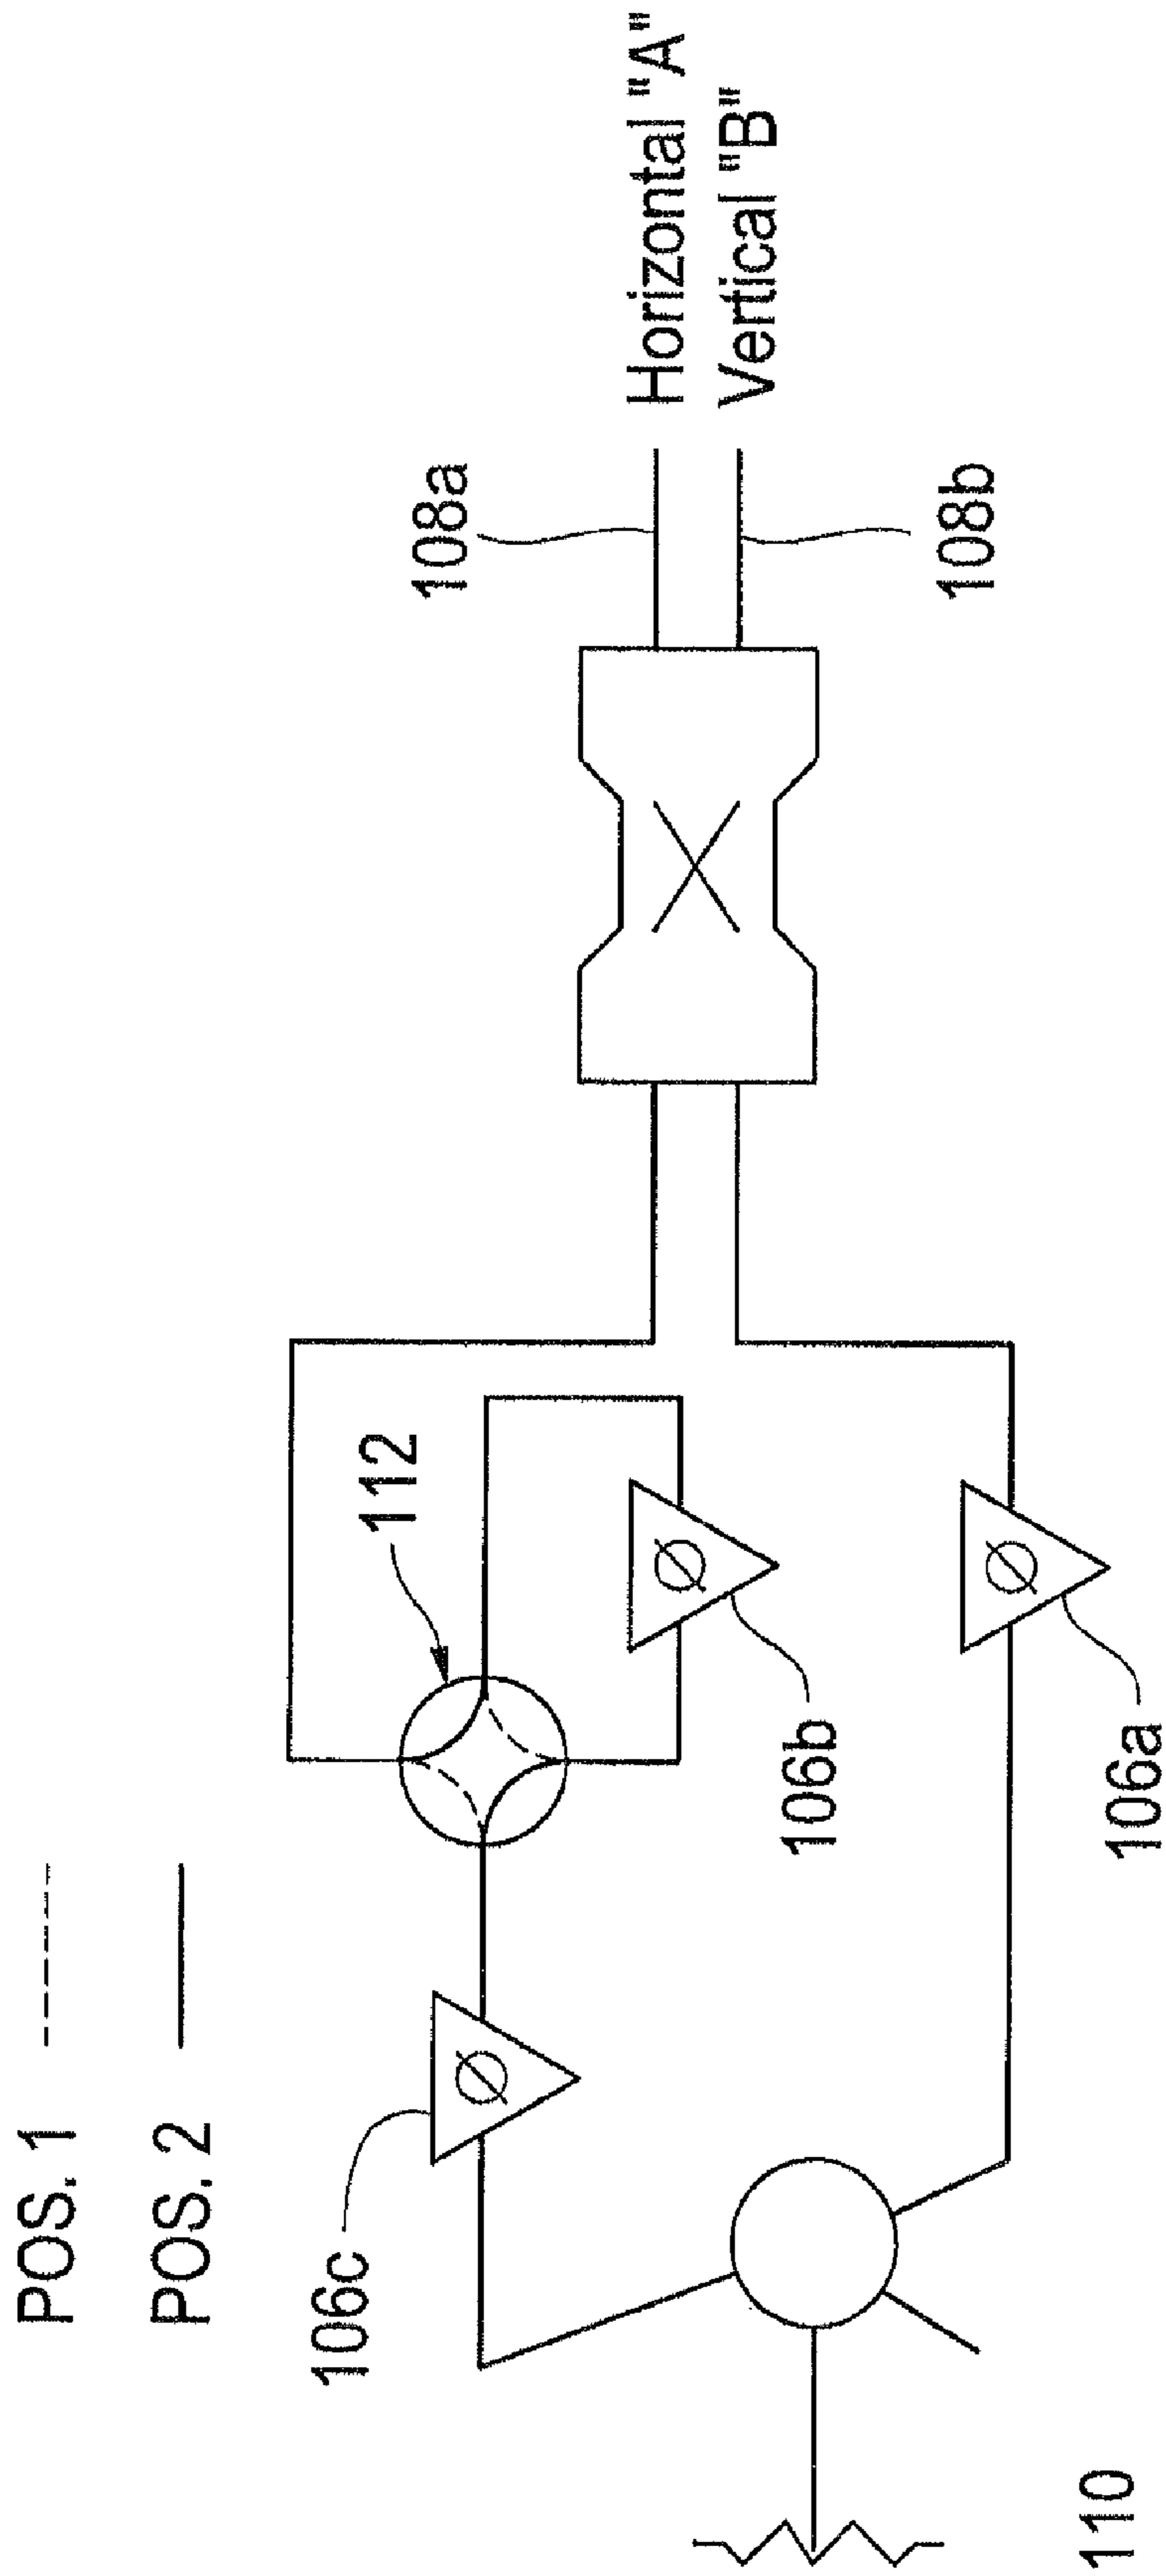 POS. 1
POS. 2
106c
112
108a
Horizontal "A"
Vertical "B"
108b
106b
106a
110
Ø
Ø
Ø